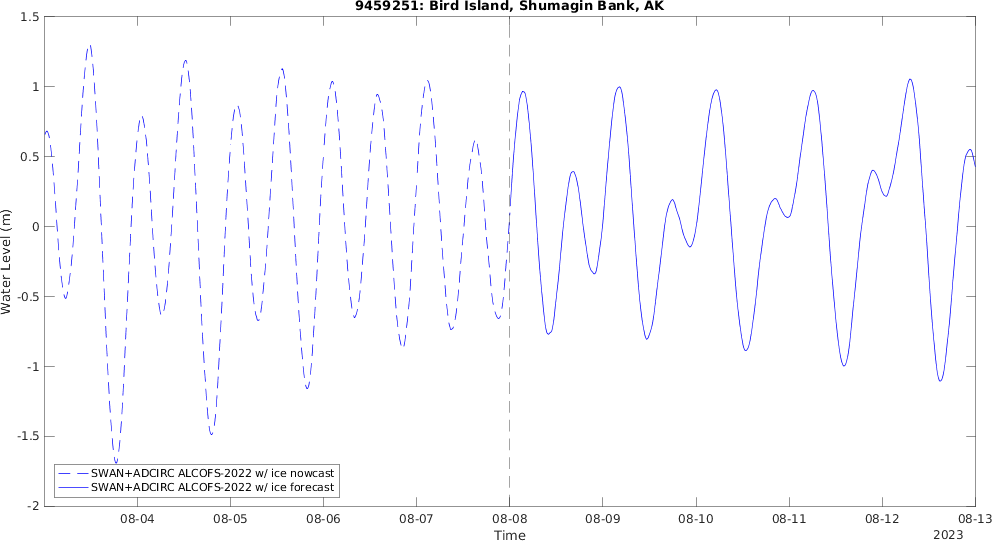 9459251: Bird Island, Shumagin Bank, AK
1.5
1
0.5
0
-0.5
-1
-1.5
-2
Water Level (m)
SWAN+ADCIRC ALCOFS-2022 w/ ice nowcast
SWAN+ADCIRC ALCOFS-2022 w/ ice forecast
08-04 08-05 08-06 08-07 08-08 08-09 08-10 08-11 08-12 08-13
Time
2023